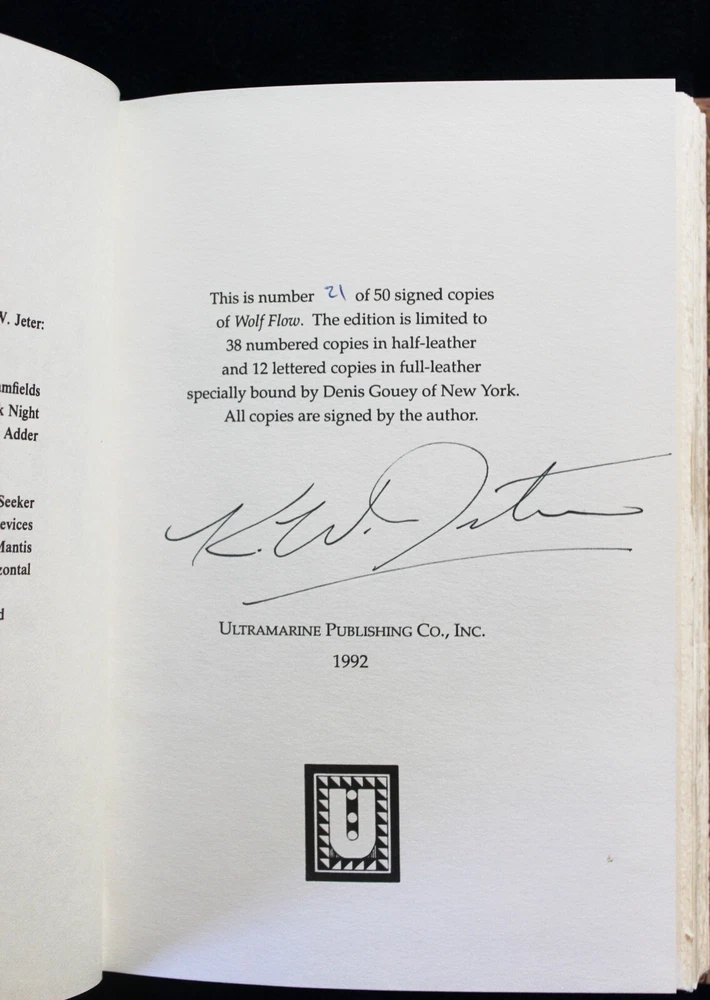 V. Jeter:
mfields
k Night
Adder
Seeker
evices
Mantis
zontal
d
This is number 21 of 50 signed copies
of Wolf Flow. The edition is limited to
38 numbered copies in half-leather
and 12 lettered copies in full-leather
specially bound by Denis Gouey of New York.
All copies are signed by the author.
K. W. Jeter
ULTRAMARINE PUBLISHING CO., INC.
1992
U